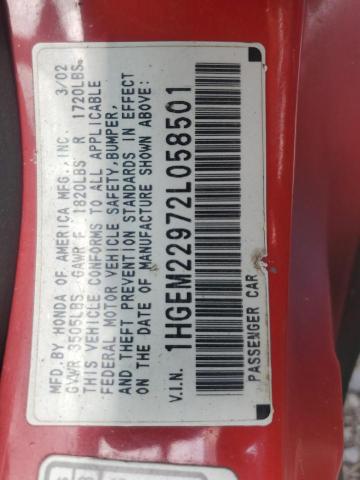 MFD.BY HONDA OF AMERICA MFG.,INC. 3/02
GVWR 3505LBS GAWR F 1820LBS R 1720LBS.
THIS VEHICLE CONFORMS TO ALL APPLICABLE
FEDERAL MOTOR VEHICLE SAFETY,BUMPER,
AND THEFT PREVENTION STANDARDS IN EFFECT
ON THE DATE OF MANUFACTURE SHOWN ABOVE:
V.I.N. 1HGEM22972L058501
PASSENGER CAR